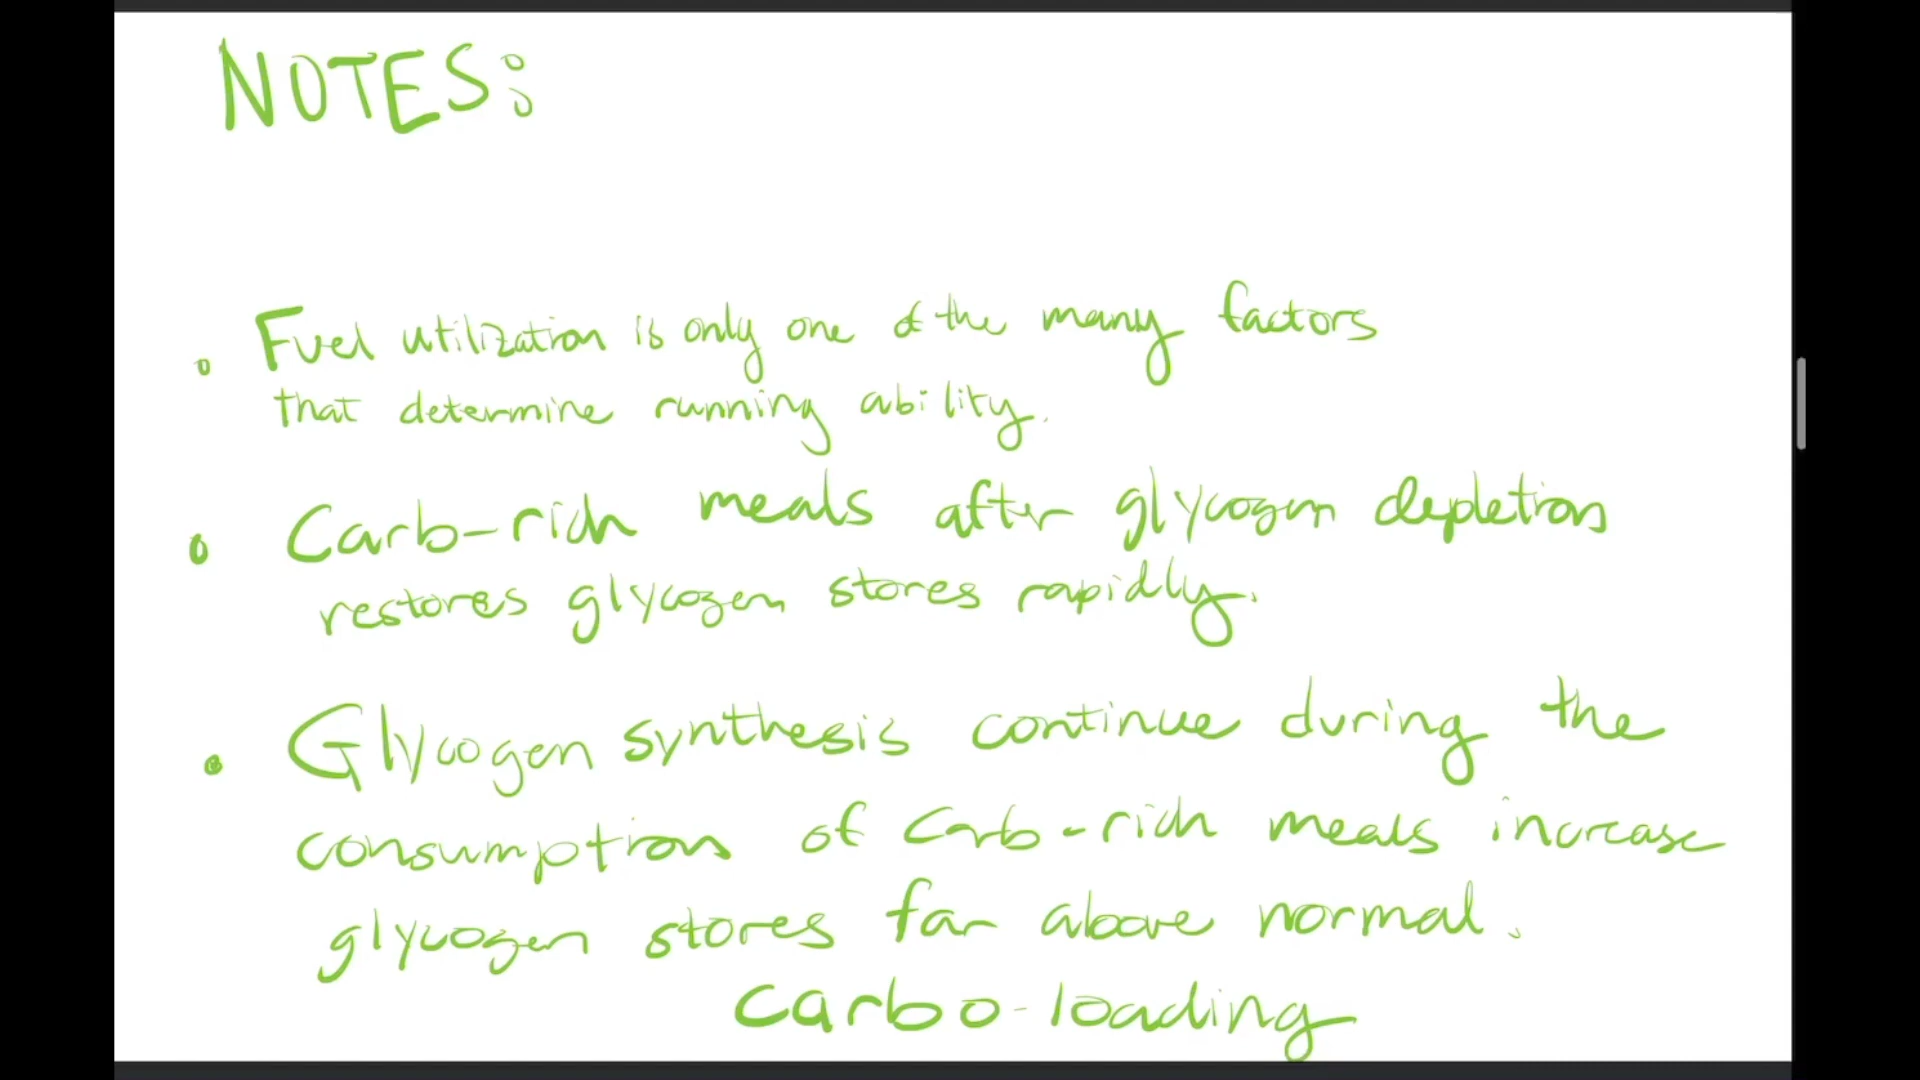 NOTES:
• Fuel utilization is only one of the many factors
that determine running ability.
• Carb-rich meals after glycogen depletion
restores glycogen stores rapidly.
• Glycogen synthesis continue during the
consumption of carb-rich meals increase
glycogen stores far above normal.
carbo-loading